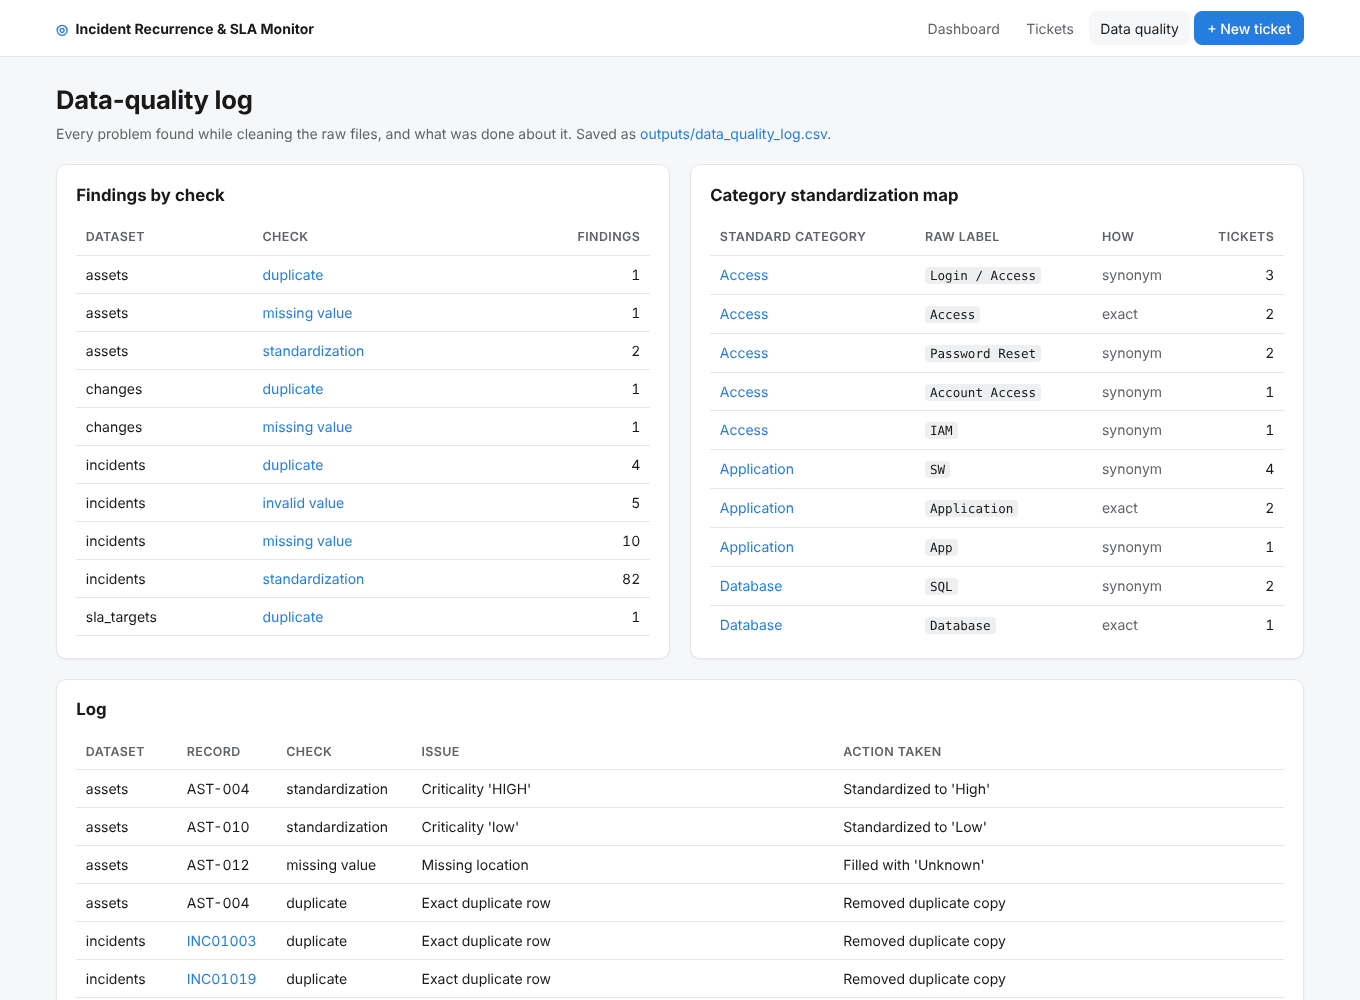 Incident Recurrence & SLA Monitor
Dashboard
Tickets
Data quality
+ New ticket
Data-quality log
Every problem found while cleaning the raw files, and what was done about it. Saved as outputs/data_quality_log.csv.
Findings by check
DATASET CHECK FINDINGS
assets duplicate 1
assets missing value 1
assets standardization 2
changes duplicate 1
changes missing value 1
incidents duplicate 4
incidents invalid value 5
incidents missing value 10
incidents standardization 82
sla_targets duplicate 1
Category standardization map
STANDARD CATEGORY RAW LABEL HOW TICKETS
Access Login / Access synonym 3
Access Access exact 2
Access Password Reset synonym 2
Access Account Access synonym 1
Access IAM synonym 1
Application SW synonym 4
Application Application exact 2
Application App synonym 1
Database SQL synonym 2
Database Database exact 1
Log
DATASET RECORD CHECK ISSUE ACTION TAKEN
assets AST-004 standardization Criticality 'HIGH' Standardized to 'High'
assets AST-010 standardization Criticality 'low' Standardized to 'Low'
assets AST-012 missing value Missing location Filled with 'Unknown'
assets AST-004 duplicate Exact duplicate row Removed duplicate copy
incidents INC01003 duplicate Exact duplicate row Removed duplicate copy
incidents INC01019 duplicate Exact duplicate row Removed duplicate copy